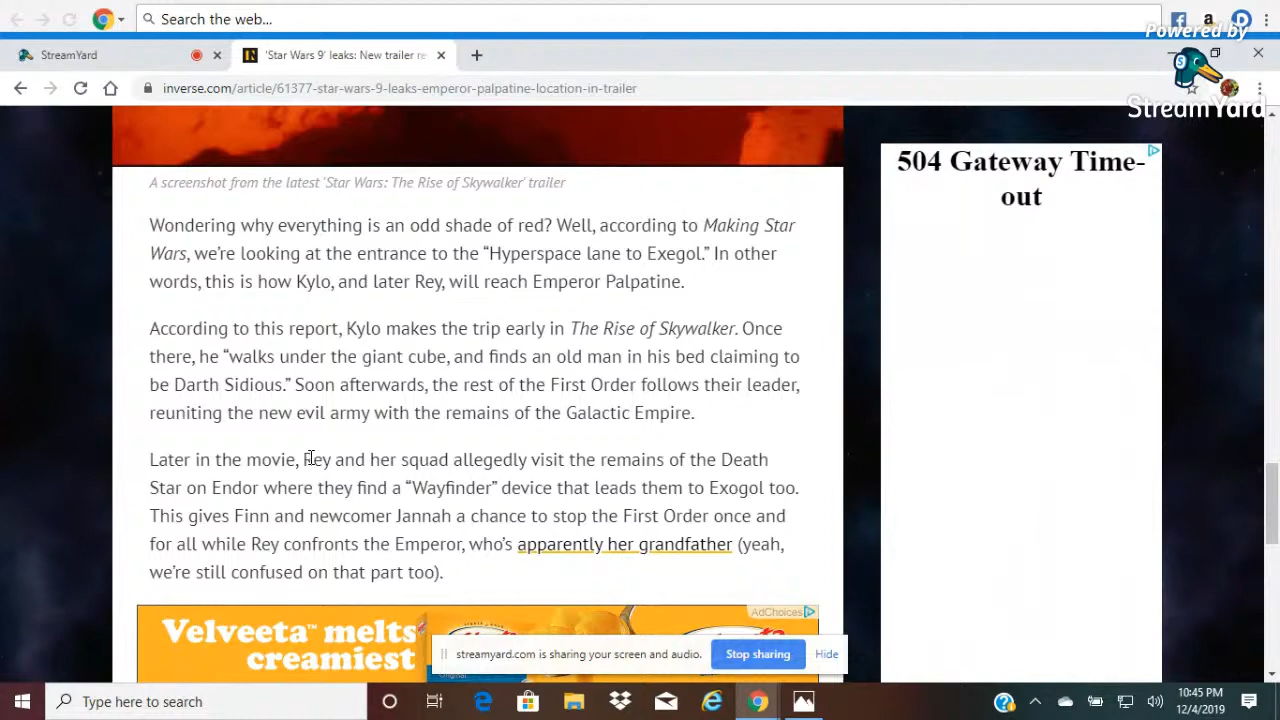 Search the web...
Powered by
StreamYard
'Star Wars 9' leaks: New trailer re
inverse.com/article/61377-star-wars-9-leaks-emperor-palpatine-location-in-trailer
StreamYard
504 Gateway Time-
out
A screenshot from the latest 'Star Wars: The Rise of Skywalker' trailer
Wondering why everything is an odd shade of red? Well, according to Making Star
Wars, we're looking at the entrance to the “Hyperspace lane to Exegol.” In other
words, this is how Kylo, and later Rey, will reach Emperor Palpatine.
According to this report, Kylo makes the trip early in The Rise of Skywalker. Once
there, he “walks under the giant cube, and finds an old man in his bed claiming to
be Darth Sidious.” Soon afterwards, the rest of the First Order follows their leader,
reuniting the new evil army with the remains of the Galactic Empire.
Later in the movie, Rey and her squad allegedly visit the remains of the Death
Star on Endor where they find a “Wayfinder” device that leads them to Exogol too.
This gives Finn and newcomer Jannah a chance to stop the First Order once and
for all while Rey confronts the Emperor, who's apparently her grandfather (yeah,
we're still confused on that part too).
AdChoices
Velveeta™ melts
creamiest
Original
streamyard.com is sharing your screen and audio.
Stop sharing
Hide
Type here to search
10:45 PM
12/4/2019